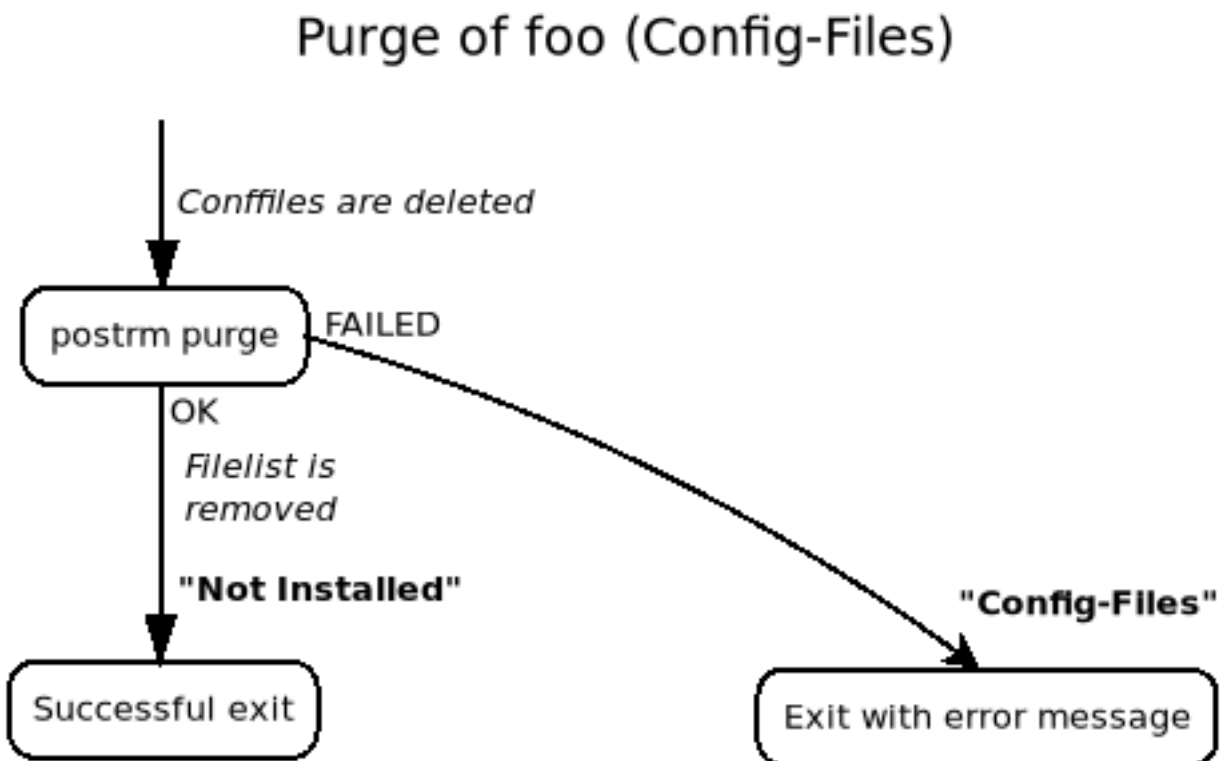 Purge of foo (Config-Files)
Conffiles are deleted
postrm purge
FAILED
OK
Filelist is
removed
"Not Installed"
"Config-Files"
Successful exit
Exit with error message